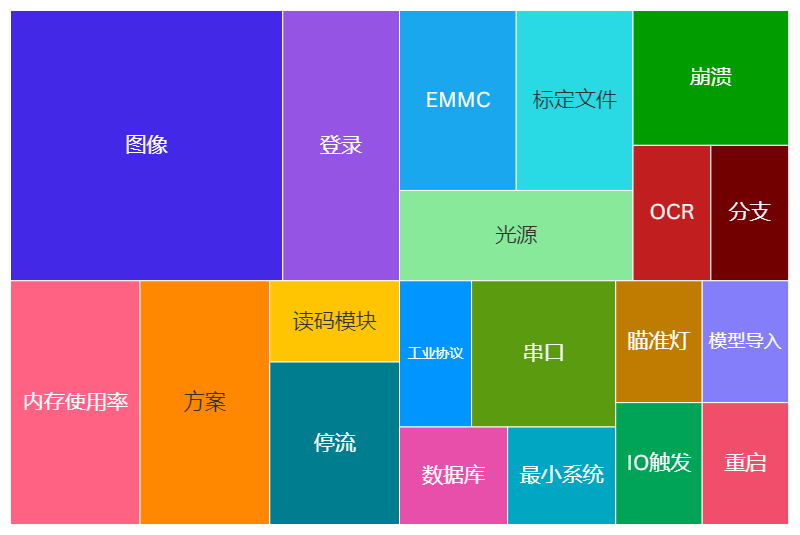 图像
登录
EMMC
标定文件
崩溃
光源
OCR
分支
内存使用率
方案
读码模块
停流
工业协议
串口
瞄准灯
模型导入
数据库
最小系统
IO触发
重启